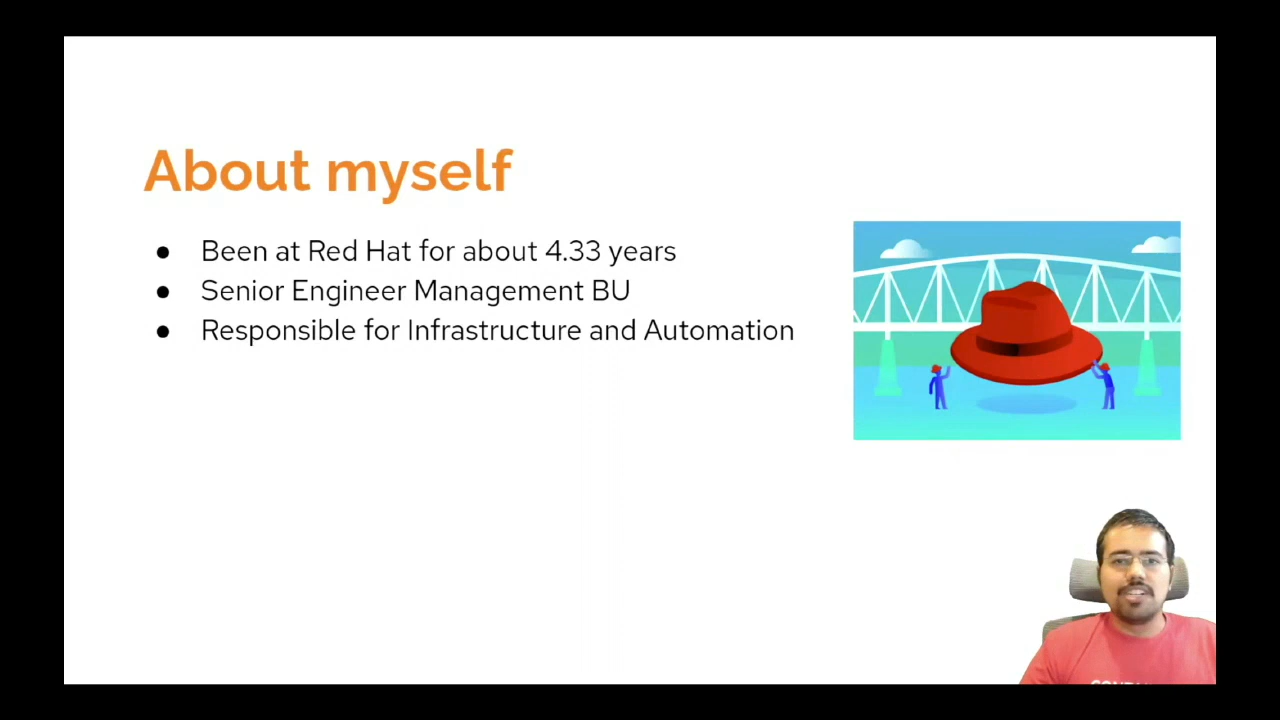 About myself
● Been at Red Hat for about 4.33 years
● Senior Engineer Management BU
● Responsible for Infrastructure and Automation